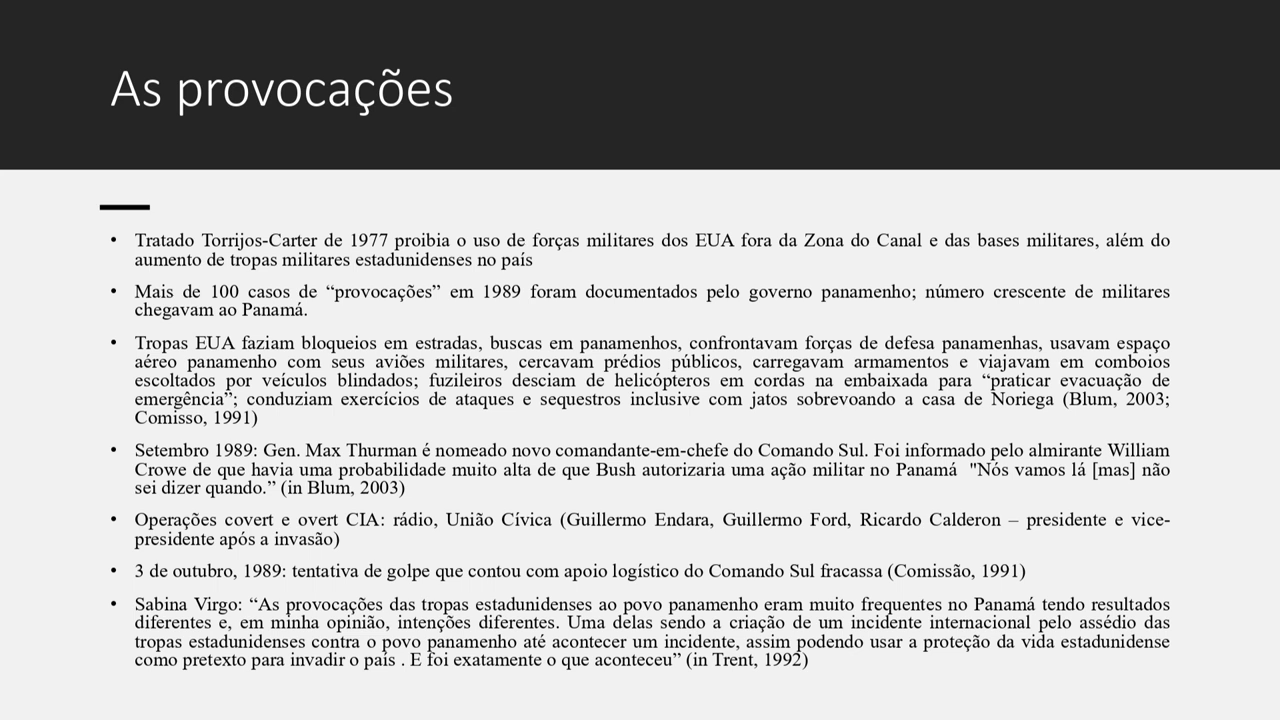 As provocações
• Tratado Torrijos-Carter de 1977 proibia o uso de forças militares dos EUA fora da Zona do Canal e das bases militares, além do
aumento de tropas militares estadunidenses no país
• Mais de 100 casos de “provocações” em 1989 foram documentados pelo governo panamenho; número crescente de militares
chegavam ao Panamá.
• Tropas EUA faziam bloqueios em estradas, buscas em panamenhos, confrontavam forças de defesa panamenhas, usavam espaço
aéreo panamenho com seus aviões militares, cercavam prédios públicos, carregavam armamentos e viajavam em comboios
escoltados por veículos blindados; fuzileiros desciam de helicópteros em cordas na embaixada para “praticar evacuação de
emergência”; conduziam exercícios de ataques e sequestros inclusive com jatos sobrevoando a casa de Noriega (Blum, 2003;
Comisso, 1991)
• Setembro 1989: Gen. Max Thurman é nomeado novo comandante-em-chefe do Comando Sul. Foi informado pelo almirante William
Crowe de que havia uma probabilidade muito alta de que Bush autorizaria uma ação militar no Panamá "Nós vamos lá [mas] não
sei dizer quando.” (in Blum, 2003)
• Operações covert e overt CIA: rádio, União Cívica (Guillermo Endara, Guillermo Ford, Ricardo Calderon – presidente e vice-
presidente após a invasão)
• 3 de outubro, 1989: tentativa de golpe que contou com apoio logístico do Comando Sul fracassa (Comissão, 1991)
• Sabina Virgo: “As provocações das tropas estadunidenses ao povo panamenho eram muito frequentes no Panamá tendo resultados
diferentes e, em minha opinião, intenções diferentes. Uma delas sendo a criação de um incidente internacional pelo assédio das
tropas estadunidenses contra o povo panamenho até acontecer um incidente, assim podendo usar a proteção da vida estadunidense
como pretexto para invadir o país . E foi exatamente o que aconteceu” (in Trent, 1992)